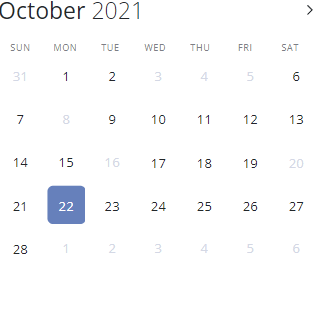 October 2021
SUN MON TUE WED THU FRI SAT
31 1 2 3 4 5 6
7 8 9 10 11 12 13
14 15 16 17 18 19 20
21 22 23 24 25 26 27
28 1 2 3 4 5 6